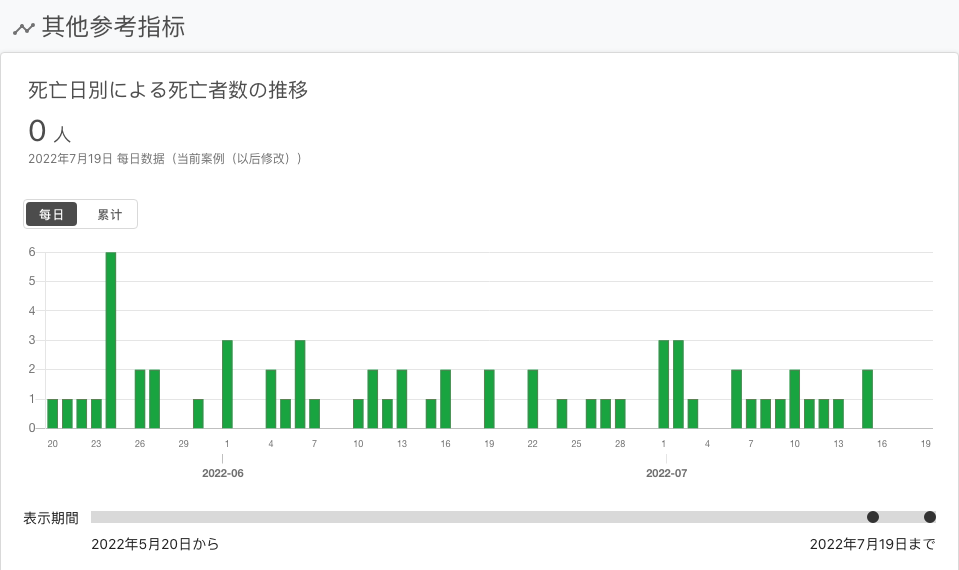 其他参考指标
死亡日別による死亡者数の推移
0 人
2022年7月19日 每日数据（当前案例（以后修改））
每日 累计
6
5
4
3
2
1
0
20 23 26 29 1 4 7 10 13 16 19 22 25 28 1 4 7 10 13 16 19
2022-06 2022-07
表示期間
2022年5月20日から 2022年7月19日まで